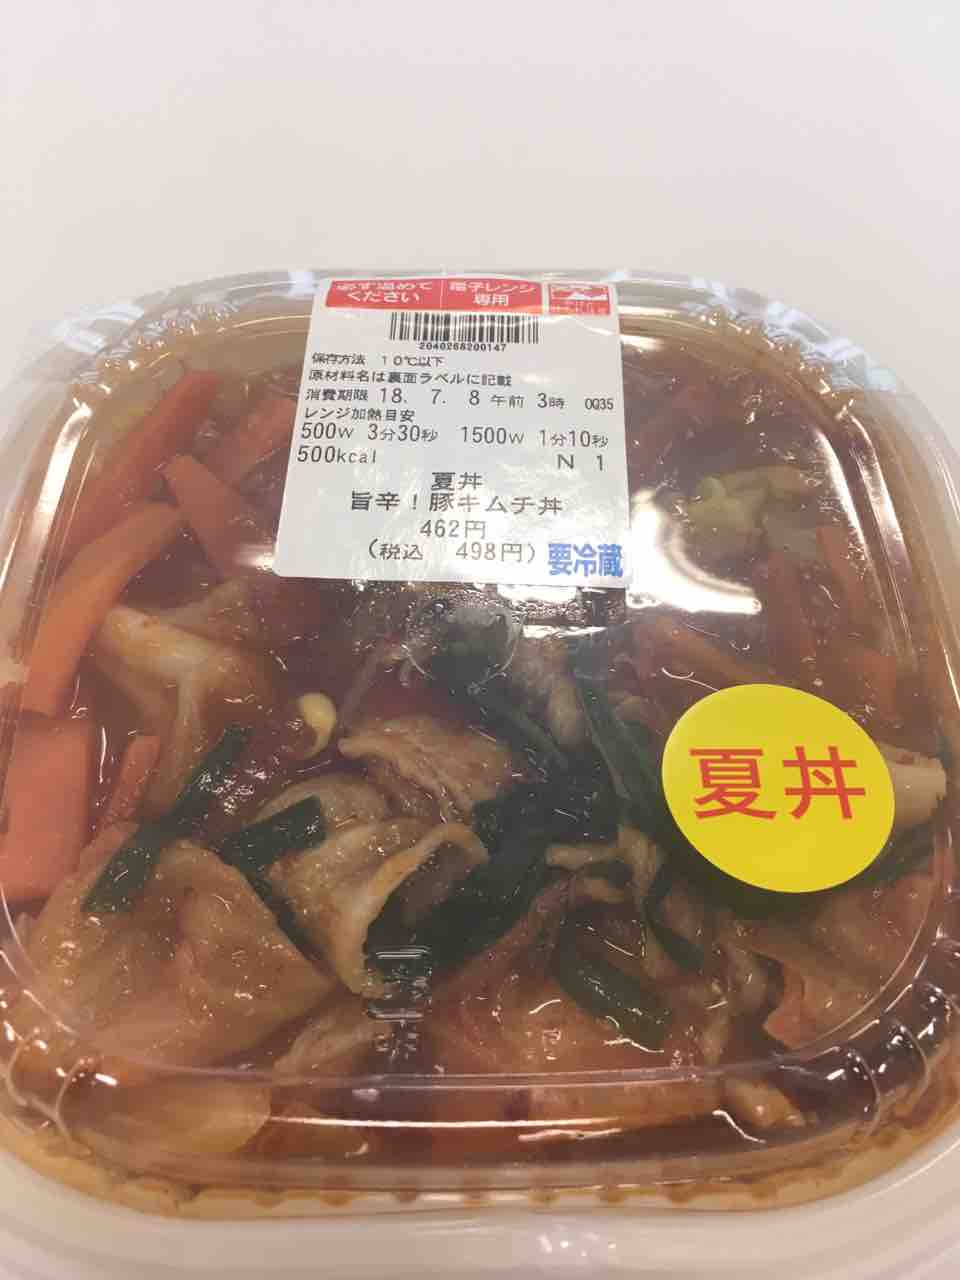 必ず温めて
ください
電子レンジ
専用
2040268200147
保存方法 10℃以下
原材料名は裏面ラベルに記載
消費期限 18. 7. 8 午前 3時 0Q35
レンジ加熱目安
500W 3分30秒 1500W 1分10秒
500kcal N 1
夏丼
旨辛!豚キムチ丼
462円
(税込 498円) 要冷蔵
夏丼